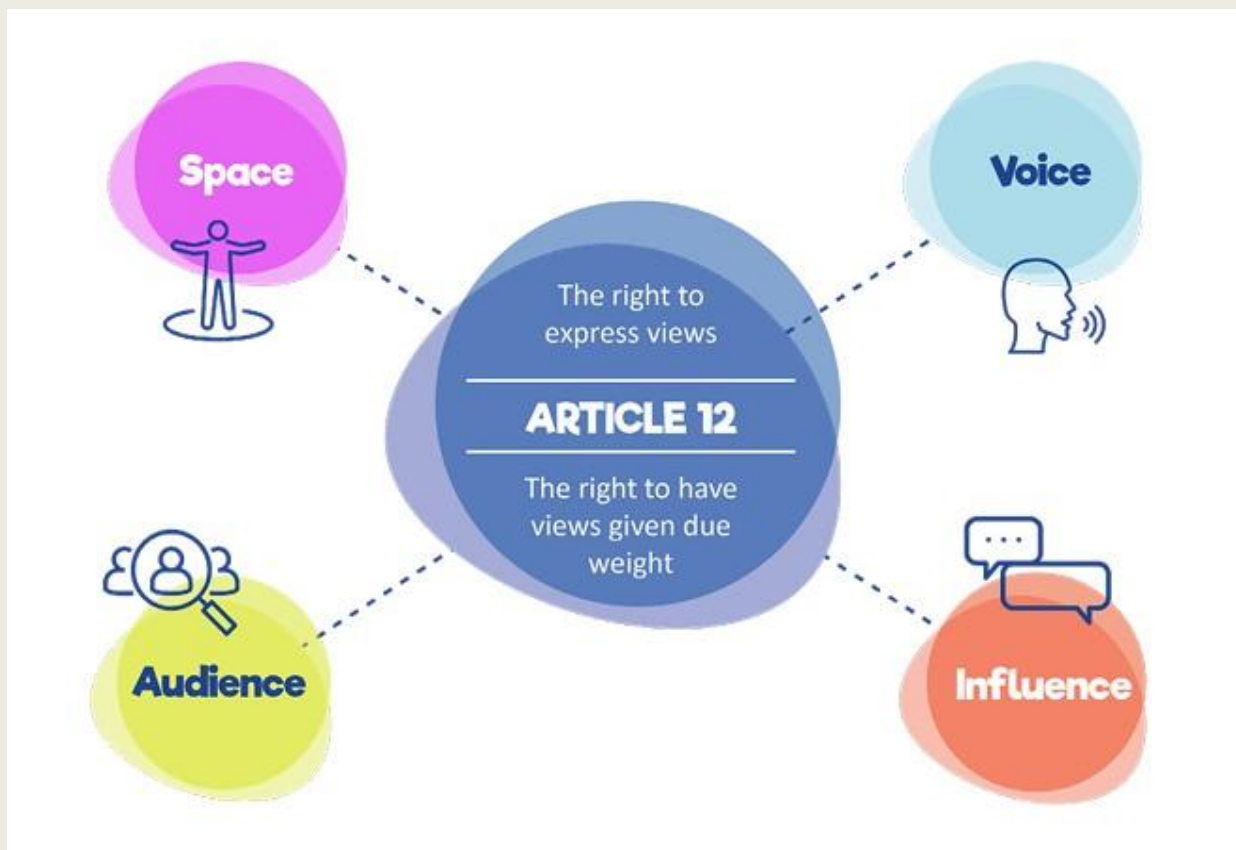 Space
Voice
The right to
express views
ARTICLE 12
The right to have
views given due
weight
Audience
Influence